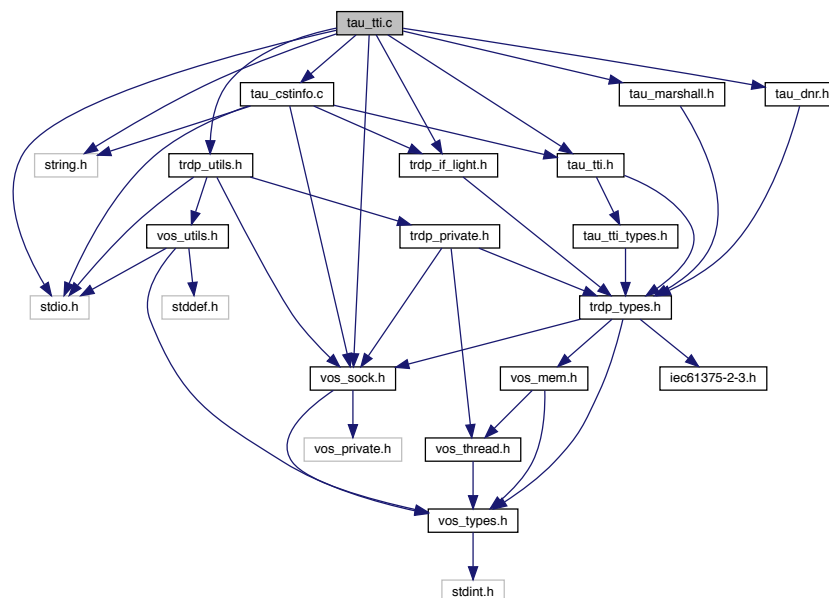 tau_tti.c
tau_cstinfo.c
tau_marshall.h
tau_dnr.h
string.h
trdp_utils.h
trdp_if_light.h
tau_tti.h
vos_utils.h
trdp_private.h
tau_tti_types.h
stdio.h
stddef.h
trdp_types.h
vos_sock.h
vos_mem.h
iec61375-2-3.h
vos_private.h
vos_thread.h
vos_types.h
stdint.h